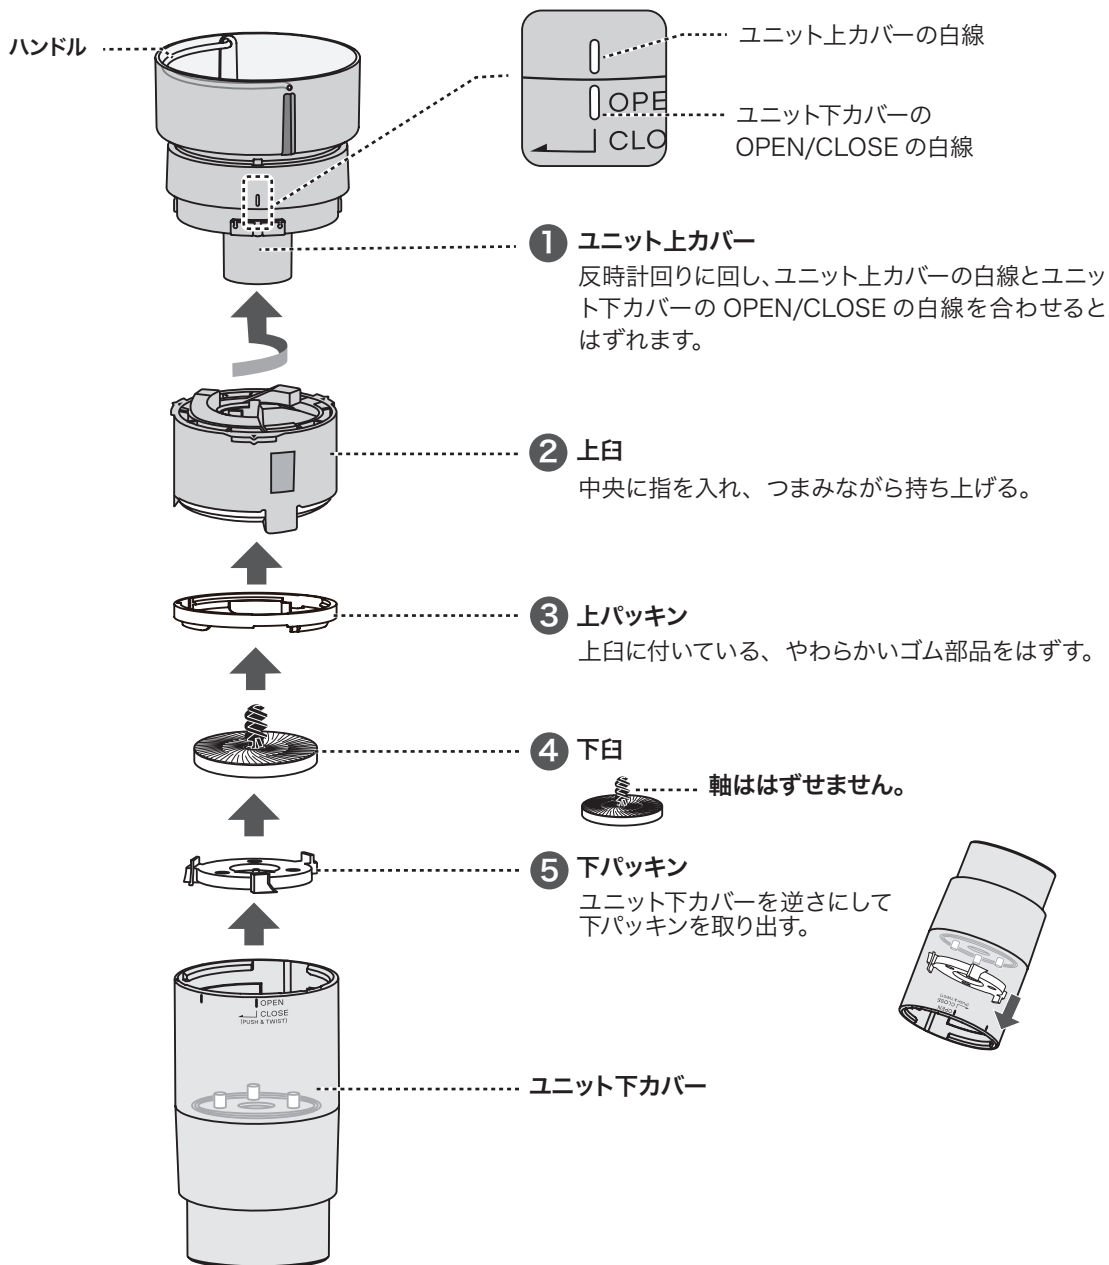 ハンドル
ユニット上カバーの白線
OPE
CLO
ユニット下カバーの
OPEN/CLOSE の白線
1 ユニット上カバー
反時計回りに回し、ユニット上カバーの白線とユニッ
ト下カバーの OPEN/CLOSE の白線を合わせると
はずれます。
2 上臼
中央に指を入れ、つまみながら持ち上げる。
3 上パッキン
上臼に付いている、やわらかいゴム部品をはずす。
4 下臼
軸ははずせません。
5 下パッキン
ユニット下カバーを逆さにして
下パッキンを取り出す。
OPEN
CLOSE
(PUSH & TWIST)
OPEN
CLOSE
(PUSH & TWIST)
ユニット下カバー